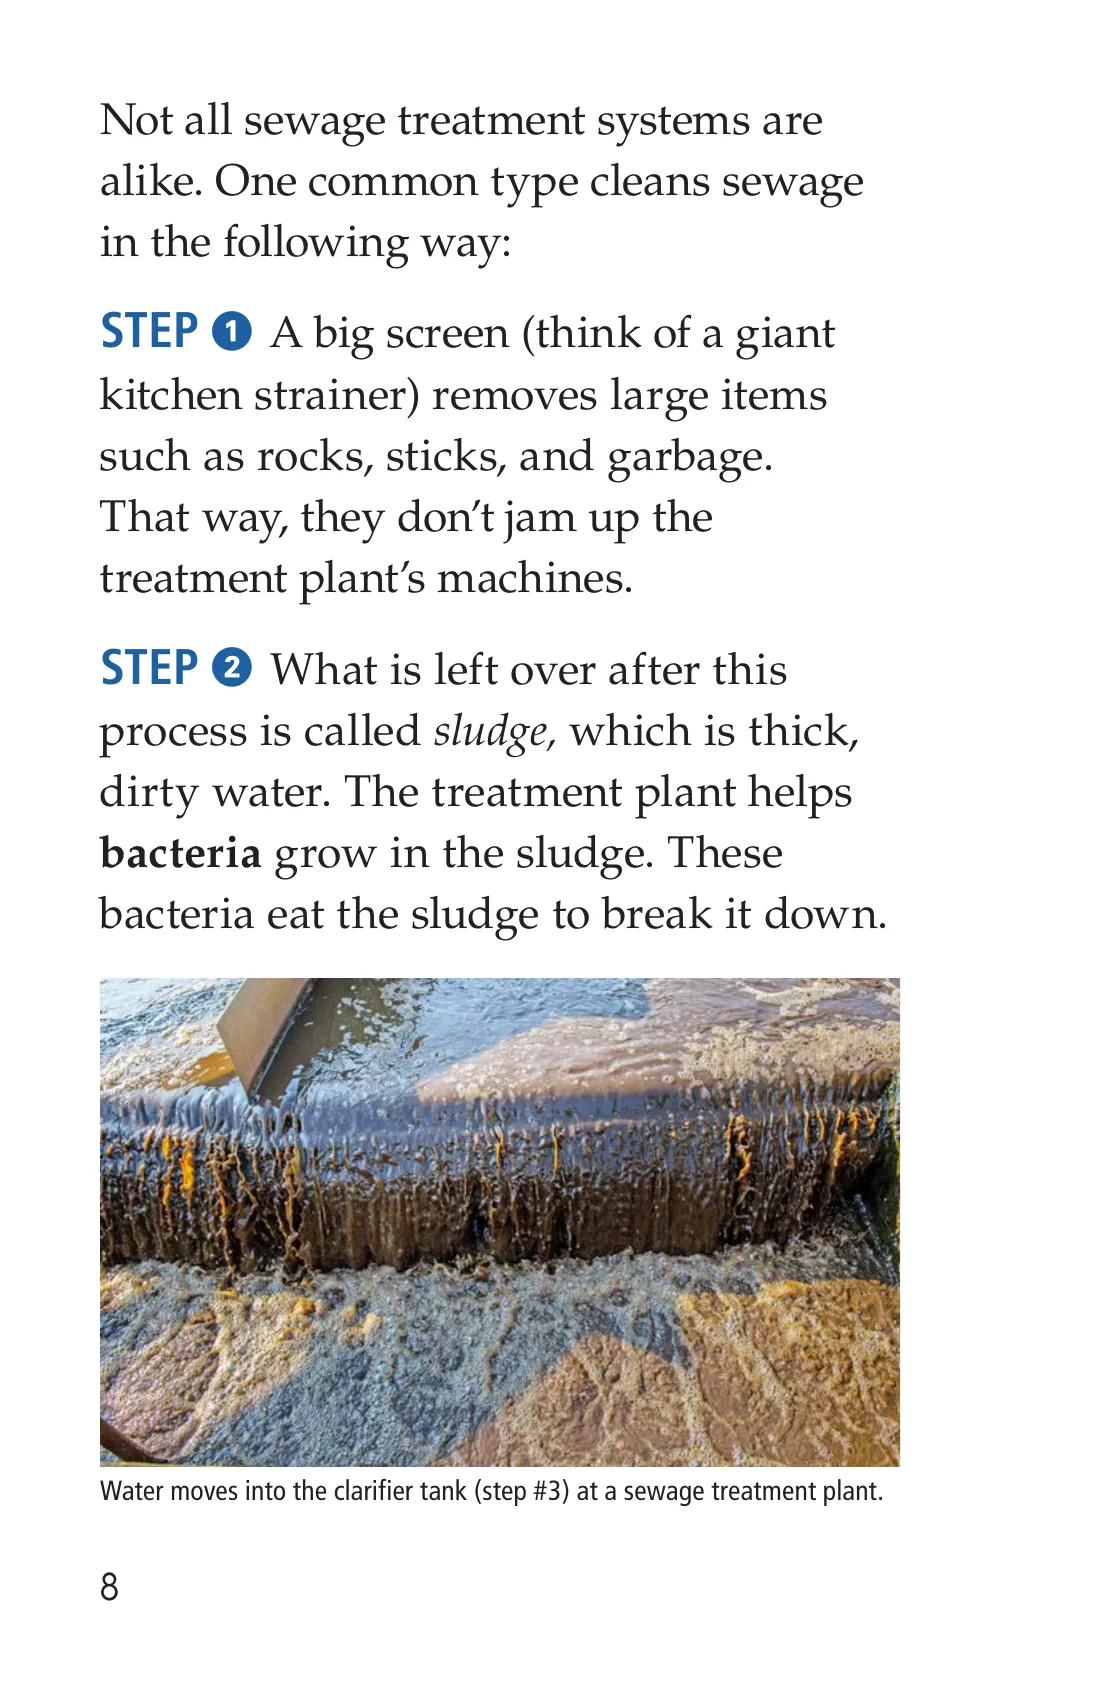 Not all sewage treatment systems are
alike. One common type cleans sewage
in the following way:
STEP 1 A big screen (think of a giant
kitchen strainer) removes large items
such as rocks, sticks, and garbage.
That way, they don’t jam up the
treatment plant’s machines.
STEP 2 What is left over after this
process is called sludge, which is thick,
dirty water. The treatment plant helps
bacteria grow in the sludge. These
bacteria eat the sludge to break it down.
Water moves into the clarifier tank (step #3) at a sewage treatment plant.
8